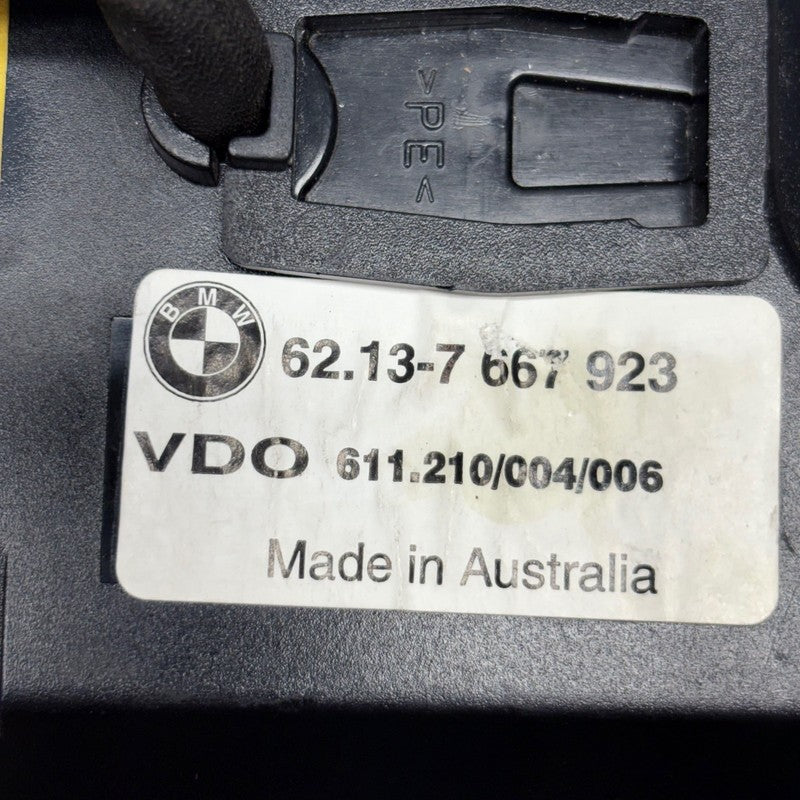 >PE<
BMW
62.13-7 667 923
VDO 611.210/004/006
Made in Australia